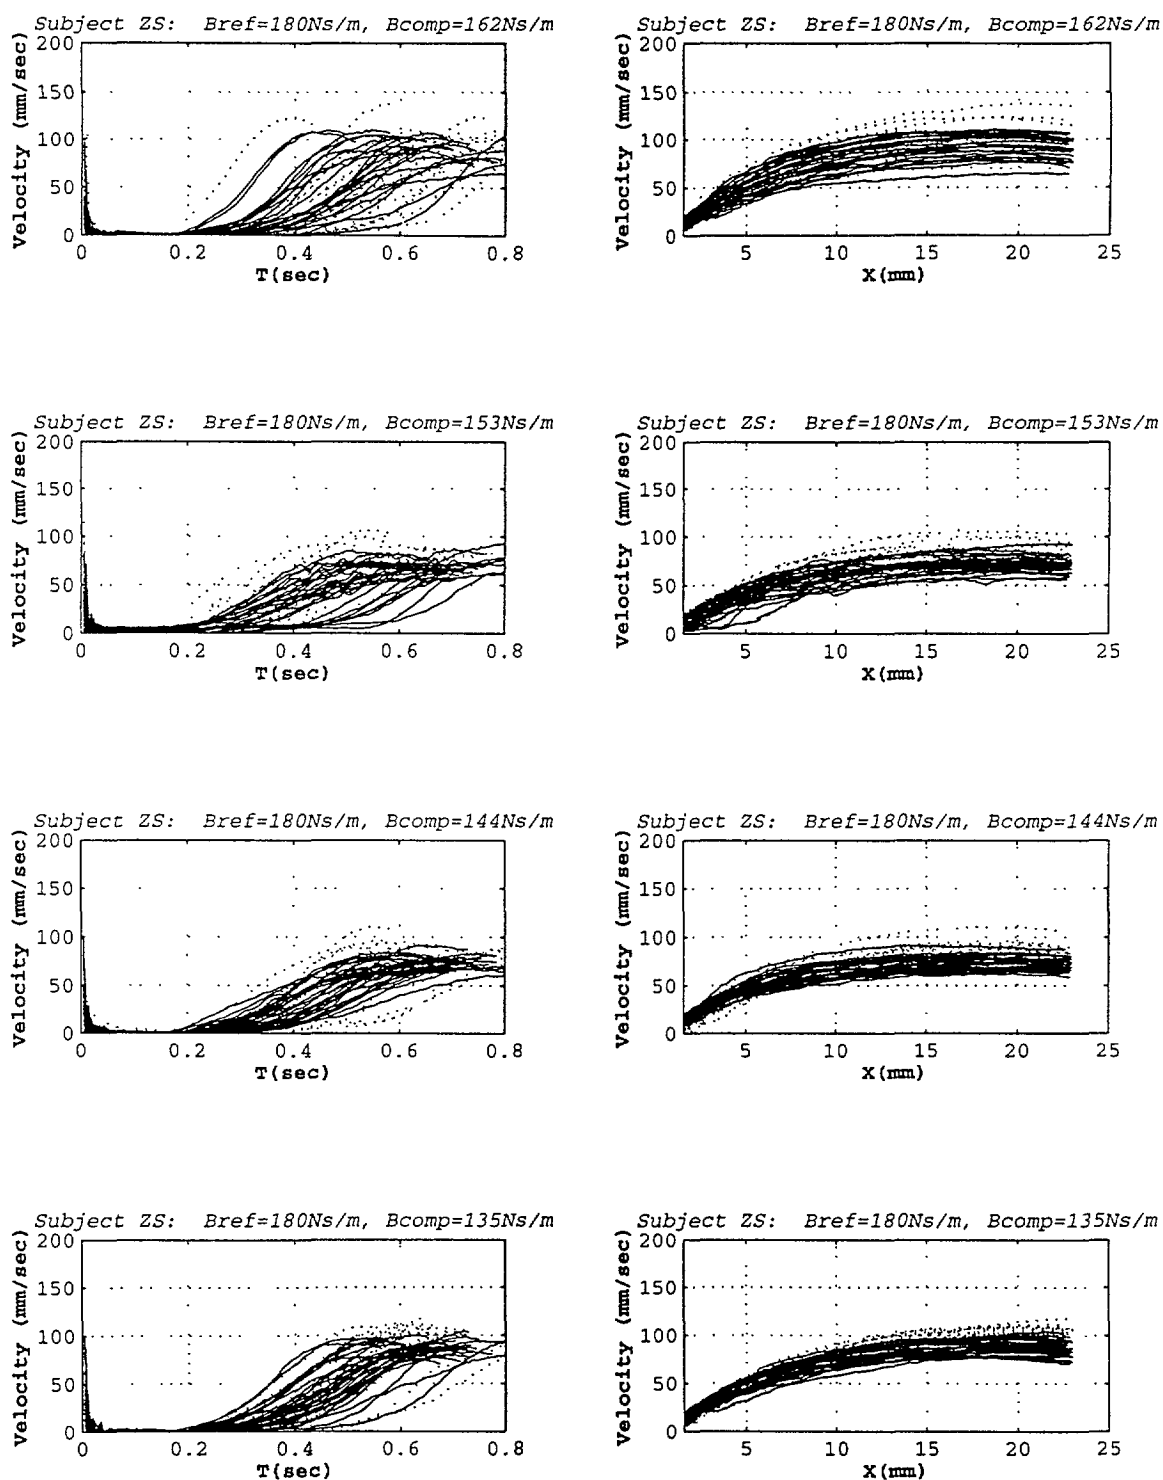 Subject ZS: Bref=180Ns/m, Bcomp=162Ns/m
Velocity (mm/sec)
200
150
100
50
0
0 0.2 0.4 0.6 0.8
T(sec)
Subject ZS: Bref=180Ns/m, Bcomp=162Ns/m
Velocity (mm/sec)
200
150
100
50
0
5 10 15 20 25
X(mm)
Subject ZS: Bref=180Ns/m, Bcomp=153Ns/m
Velocity (mm/sec)
200
150
100
50
0
0 0.2 0.4 0.6 0.8
T(sec)
Subject ZS: Bref=180Ns/m, Bcomp=153Ns/m
Velocity (mm/sec)
200
150
100
50
0
5 10 15 20 25
X(mm)
Subject ZS: Bref=180Ns/m, Bcomp=144Ns/m
Velocity (mm/sec)
200
150
100
50
0
0 0.2 0.4 0.6 0.8
T(sec)
Subject ZS: Bref=180Ns/m, Bcomp=144Ns/m
Velocity (mm/sec)
200
150
100
50
0
5 10 15 20 25
X(mm)
Subject ZS: Bref=180Ns/m, Bcomp=135Ns/m
Velocity (mm/sec)
200
150
100
50
0
0 0.2 0.4 0.6 0.8
T(sec)
Subject ZS: Bref=180Ns/m, Bcomp=135Ns/m
Velocity (mm/sec)
200
150
100
50
0
5 10 15 20 25
X(mm)